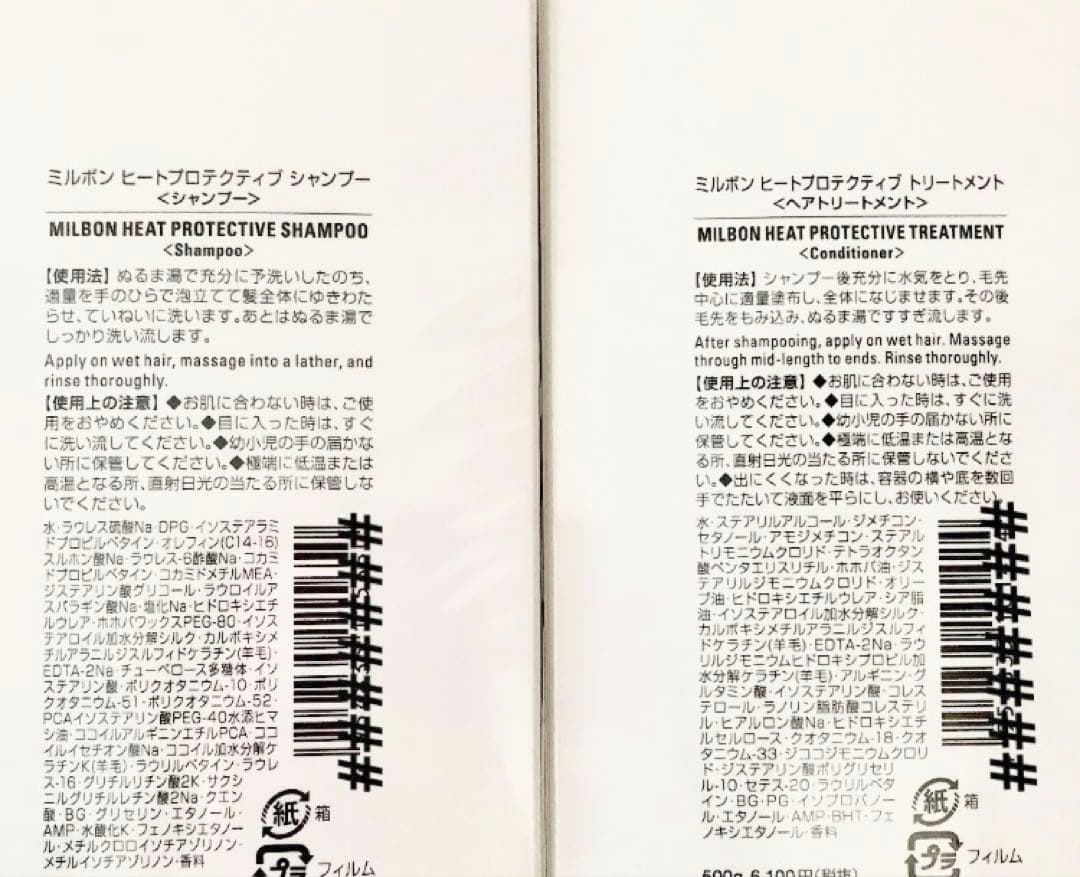 ミルボン ヒートプロテクティブ シャンプー
<シャンプー>
MILBON HEAT PROTECTIVE SHAMPOO
<Shampoo>
【使用法】ぬるま湯で充分に予洗いしたのち、
適量を手のひらで泡立てて髪全体にゆきわた
らせ、ていねいに洗います。あとはぬるま湯で
しっかり洗い流します。
Apply on wet hair, massage into a lather, and
rinse thoroughly.
【使用上の注意】◆お肌に合わない時は、ご使
用をおやめください。◆目に入った時は、すぐ
に洗い流してください。◆幼小児の手の届かな
い所に保管してください。◆極端に低温または
高温となる所、直射日光の当たる所に保管しな
いでください。
水・ラウレス硫酸Na・DPG・イソステアラミ
ドプロピルベタイン・オレフィン(C14-16)
スルホン酸Na・ラウレス-6酢酸Na・コカミ
ドプロピルベタイン・コカミドメチルMEA・
ジステアリン酸グリコール・ラウロイルア
スパラギン酸Na・塩化Na・ヒドロキシエチ
ルウレア・ホホバワックスPEG-80・イソス
テアロイル加水分解シルク・カルボキシメ
チルアラニルジスルフィドケラチン(羊毛)・
EDTA-2Na・チューベロース多糖体・イソ
ステアリン酸・ポリクオタニウム-10・ポリ
クオタニウム-51・ポリクオタニウム-52・
PCAイソステアリン酸PEG-40水添ヒマ
シ油・ココイルアルギニンエチルPCA・ココ
イルイセチオン酸Na・ココイル加水分解ケ
ラチンK(羊毛)・ラウリルベタイン・ラウレ
ス-16・グリチルリチン酸2K・サクシ
ニルグリチルレチン酸2Na・クエン
酸・BG・グリセリン・エタノール・
AMP・水酸化K・フェノキシエタノー
ル・メチルクロロイソチアゾリノン・
メチルイソチアゾリノン・香料
紙 箱
プラ フィルム
ミルボン ヒートプロテクティブ トリートメント
<ヘアトリートメント>
MILBON HEAT PROTECTIVE TREATMENT
<Conditioner>
【使用法】シャンプー後充分に水気をとり、毛先
中心に適量塗布し、全体になじませます。その後
毛先をもみ込み、ぬるま湯ですすぎ流します。
After shampooing, apply on wet hair. Massage
through mid-length to ends. Rinse thoroughly.
【使用上の注意】◆お肌に合わない時は、ご使用
をおやめください。◆目に入った時は、すぐに洗
い流してください。◆幼小児の手の届かない所に
保管してください。◆極端に低温または高温とな
る所、直射日光の当たる所に保管しないでくださ
い。◆出にくくなった時は、容器の横や底を数回
手でたたいて液面を平らにし、お使いください。
水・ステアリルアルコール・ジメチコン・
セタノール・アモジメチコン・ステアル
トリモニウムクロリド・テトラオクタン
酸ペンタエリスリチル・ホホバ油・ジス
テアリルジモニウムクロリド・オリー
ブ油・ヒドロキシエチルウレア・シア脂
油・イソステアロイル加水分解シルク・
カルボキシメチルアラニルジスルフィ
ドケラチン(羊毛)・EDTA-2Na・ラウ
リルジモニウムヒドロキシプロピル加
水分解ケラチン(羊毛)・アルギニン・グ
ルタミン酸・イソステアリン酸・コレス
テロール・ラノリン脂肪酸コレステリ
ル・ヒアルロン酸Na・ヒドロキシエチ
ルセルロース・クオタニウム-18・クオ
タニウム-33・ジココジモニウムクロリ
ド・ジステアリン酸ポリグリセリ
ル-10・セテス-20・ラウリルベタ
イン・BG・PG・イソプロパノー
ル・エタノール・AMP・BHT・フェ
ノキシエタノール・香料
紙 箱
プラ フィルム
500g 6,100円(税抜)